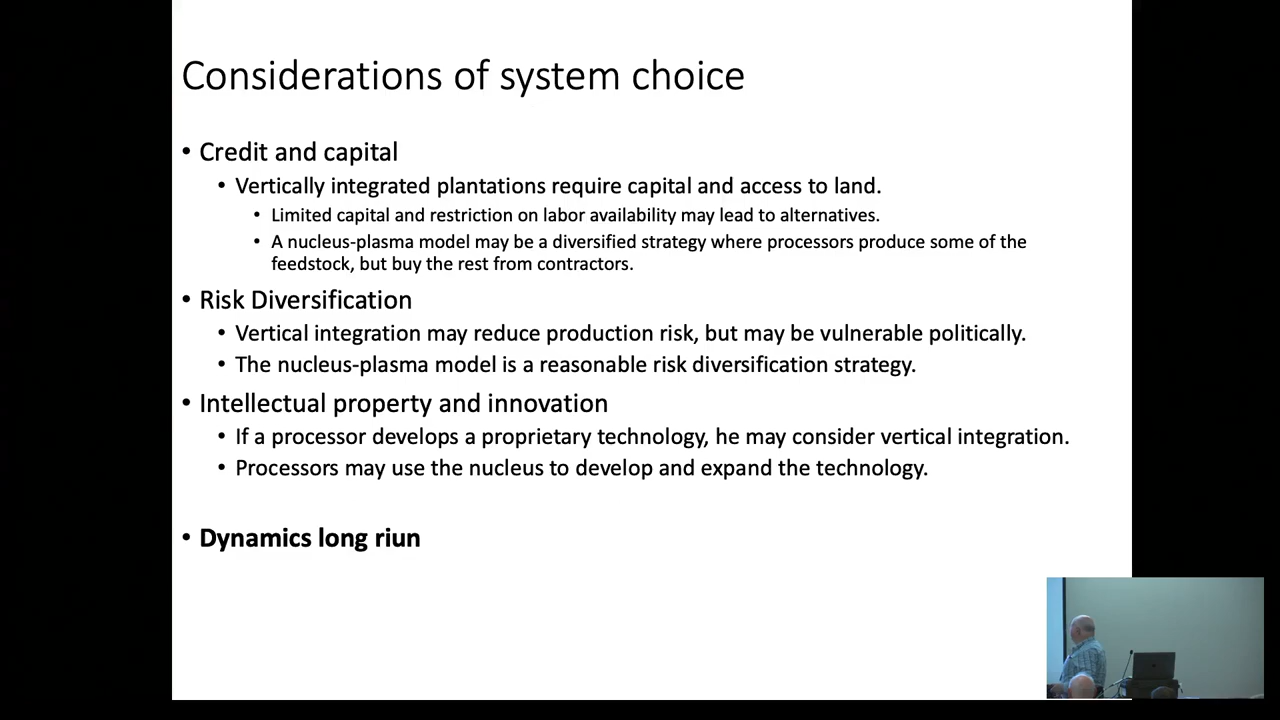 Considerations of system choice
• Credit and capital
• Vertically integrated plantations require capital and access to land.
• Limited capital and restriction on labor availability may lead to alternatives.
• A nucleus-plasma model may be a diversified strategy where processors produce some of the
feedstock, but buy the rest from contractors.
• Risk Diversification
• Vertical integration may reduce production risk, but may be vulnerable politically.
• The nucleus-plasma model is a reasonable risk diversification strategy.
• Intellectual property and innovation
• If a processor develops a proprietary technology, he may consider vertical integration.
• Processors may use the nucleus to develop and expand the technology.
• Dynamics long riun